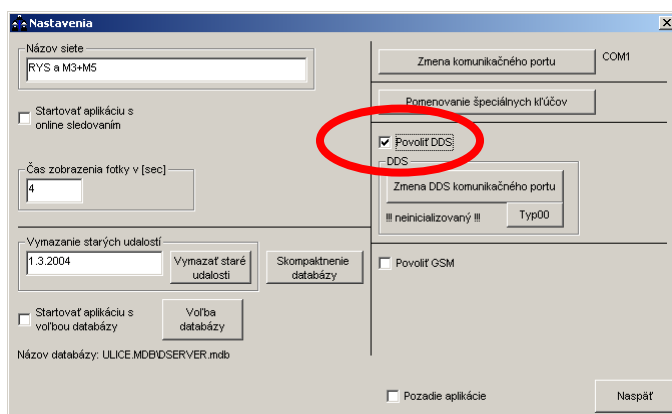 Nastavenia
Názov siete
RYS a M3+M5
Startovať aplikáciu s
online sledovaním
Čas zobrazenia fotky v [sec]
4
Vymazanie starých udalostí
1.3.2004
Vymazať staré
udalosti
Skompaktnenie
databázy
Startovať aplikáciu s
voľbou databázy
Voľba
databázy
Názov databázy: ULICE.MDB\DSERVER.mdb
Zmena komunikačného portu
COM1
Pomenovanie špeciálnych kľúčov
Povoliť DDS
DDS
Zmena DDS komunikačného portu
!!! neinicializovaný !!!
Typ00
Povoliť GSM
Pozadie aplikácie
Naspäť